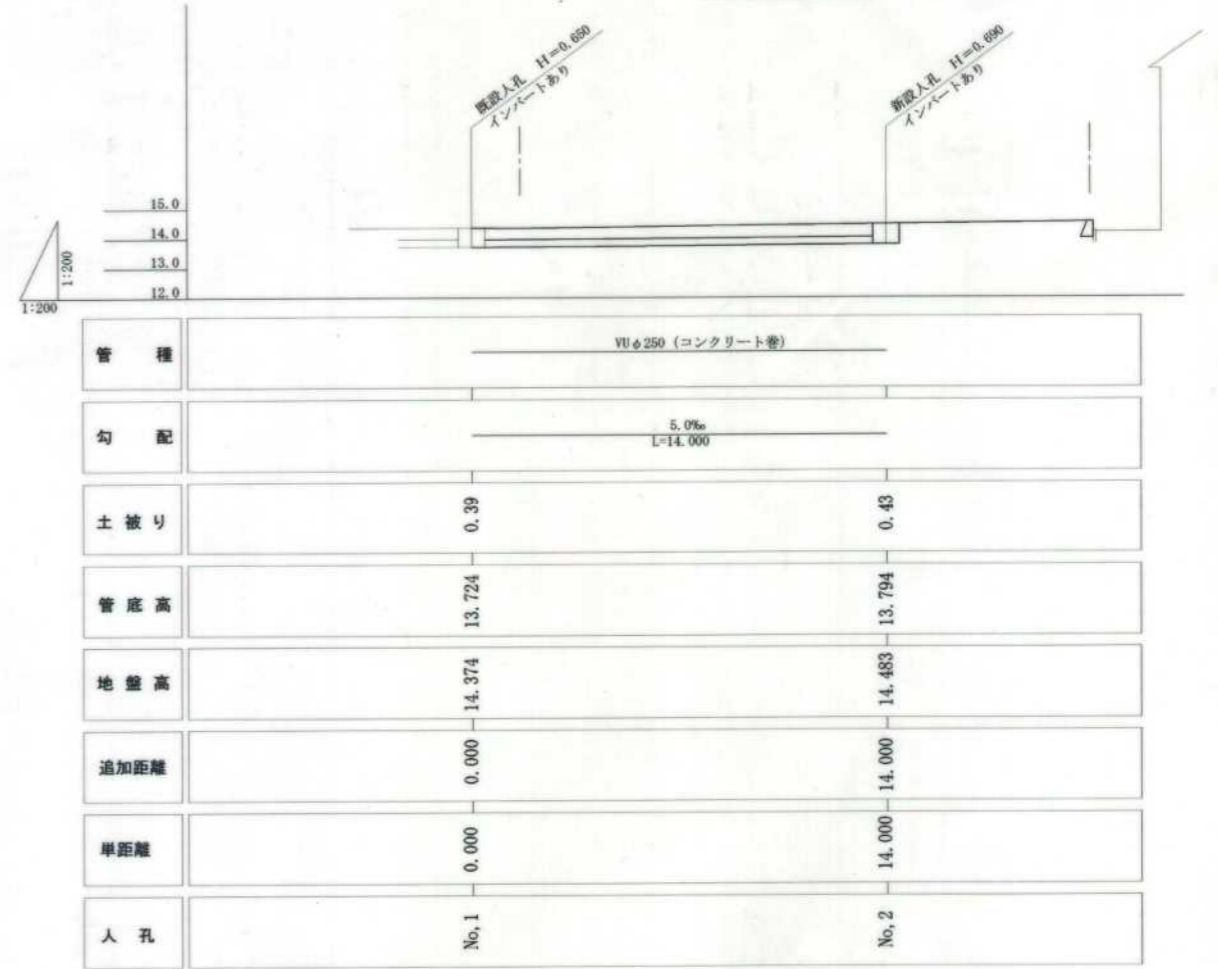 既設人孔 H=0.650
インバートあり
新設人孔 H=0.690
インバートあり
15.0
14.0
13.0
12.0
1:200
1:200
管 種
VUφ250 (コンクリート巻)
勾 配
5.0‰
L=14.000
土 被 り
0.39
0.43
管 底 高
13.724
13.794
地 盤 高
14.374
14.483
追加距離
0.000
14.000
単距離
0.000
14.000
人 孔
No,1
No,2